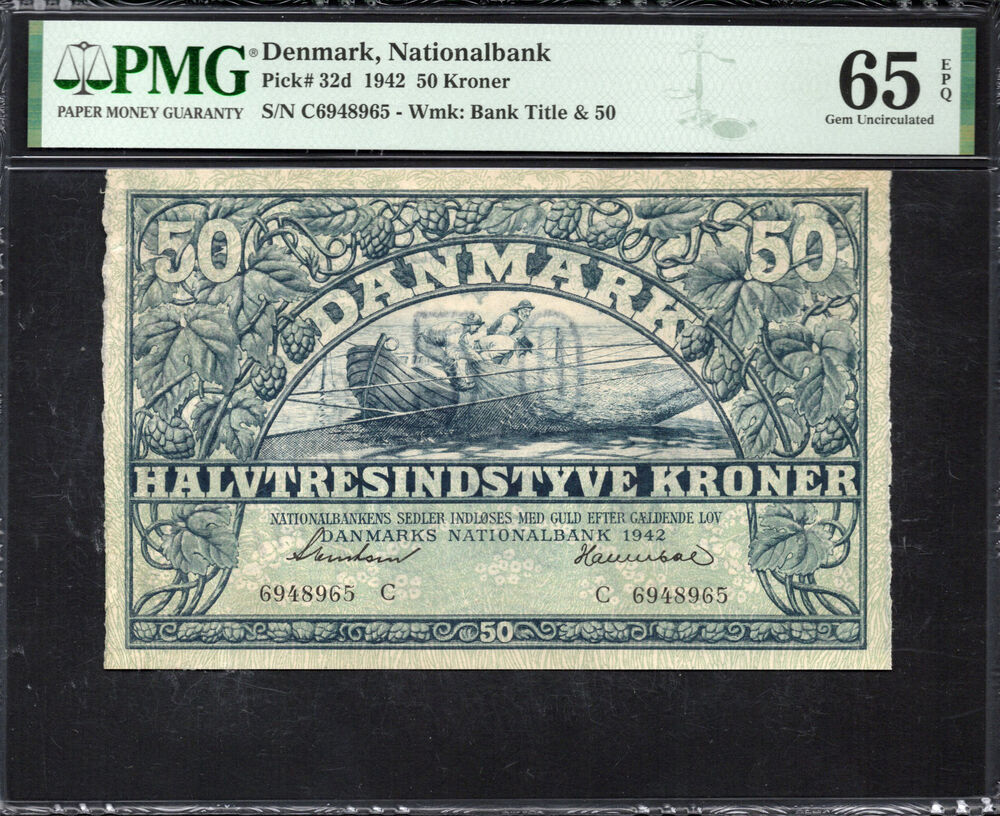 PMG®
PAPER MONEY GUARANTY
Denmark, Nationalbank
Pick# 32d 1942 50 Kroner
S/N C6948965 - Wmk: Bank Title & 50
65 EPQ
Gem Uncirculated
50 50
DANMARK
50
HALVTRESINDSTYVE KRONER
NATIONALBANKENS SEDLER INDLØSES MED GULD EFTER GÆLDENDE LOV
DANMARKS NATIONALBANK 1942
6948965 C
C 6948965
50